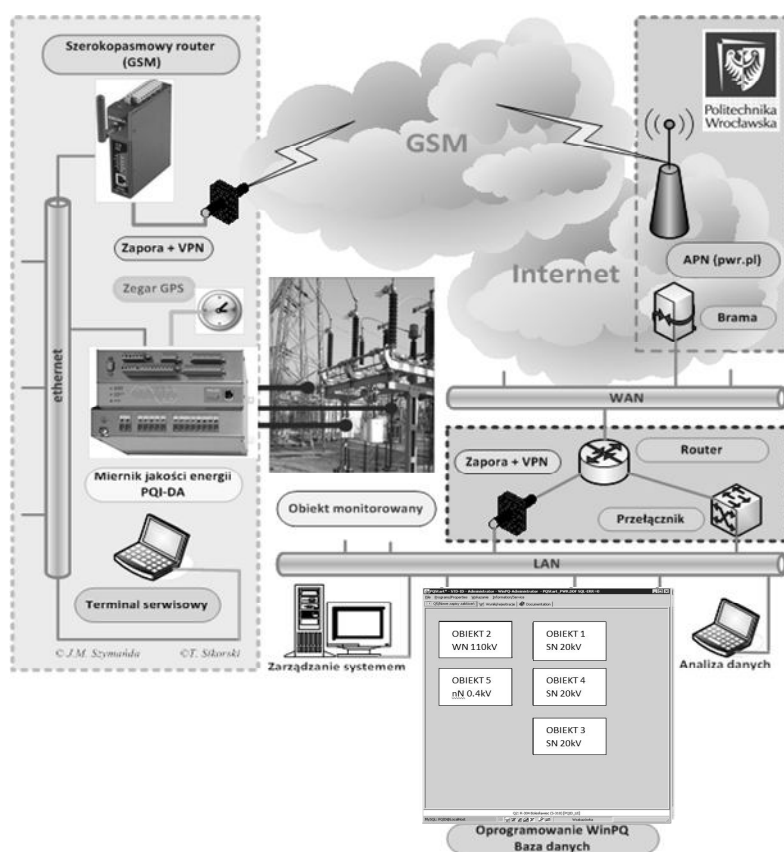 Szerokopasmowy router
(GSM)
Politechnika
Wrocławska
GSM
Internet
Zapora + VPN
APN (pwr.pl)
Zegar GPS
Brama
ethernet
WAN
Router
Zapora + VPN
Przełącznik
Miernik jakości energii
PQI-DA
Obiekt monitorowany
LAN
Terminal serwisowy
© J.M. Szymańda ©T. Sikorski
Zarządzanie systemem
Analiza danych
OBIEKT 2
WN 110kV
OBIEKT 1
SN 20kV
OBIEKT 5
nN 0.4kV
OBIEKT 4
SN 20kV
OBIEKT 3
SN 20kV
Oprogramowanie WinPQ
Baza danych